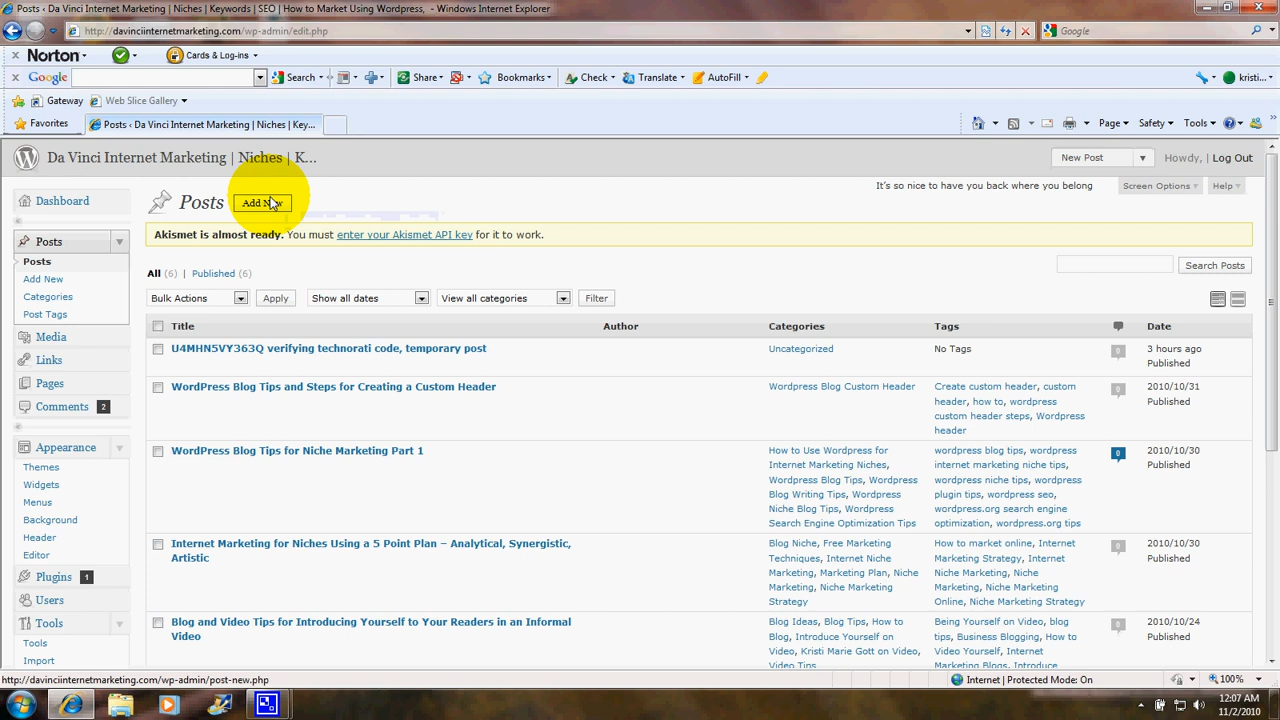 Posts ‹ Da Vinci Internet Marketing | Niches | Keywords | SEO | How to Market Using Wordpress, - Windows Internet Explorer
http://davinciinternetmarketing.com/wp-admin/edit.php
Google
Norton
Cards & Log-ins
Google
Search
Share
Bookmarks
Check
Translate
AutoFill
kristi...
Gateway
Web Slice Gallery
Favorites
Posts ‹ Da Vinci Internet Marketing | Niches | Key...
Page
Safety
Tools
Da Vinci Internet Marketing | Niches | K...
New Post
Howdy, | Log Out
It's so nice to have you back where you belong
Screen Options
Help
Dashboard
Posts
Posts
Add New
Categories
Post Tags
Media
Links
Pages
Comments 2
Appearance
Themes
Widgets
Menus
Background
Header
Editor
Plugins 1
Users
Tools
Tools
Import
Posts
Add New
Akismet is almost ready. You must enter your Akismet API key for it to work.
All (6) | Published (6)
Search Posts
Bulk Actions
Apply
Show all dates
View all categories
Filter
Title
Author
Categories
Tags
Date
U4MHN5VY363Q verifying technorati code, temporary post
Uncategorized
No Tags
0
3 hours ago
Published
WordPress Blog Tips and Steps for Creating a Custom Header
Wordpress Blog Custom Header
Create custom header, custom
header, how to, wordpress
custom header steps, Wordpress
header
0
2010/10/31
Published
WordPress Blog Tips for Niche Marketing Part 1
How to Use Wordpress for
Internet Marketing Niches,
Wordpress Blog Tips, Wordpress
Blog Writing Tips, Wordpress
Niche Blog Tips, Wordpress
Search Engine Optimization Tips
wordpress blog tips, wordpress
internet marketing niche tips,
wordpress niche tips, wordpress
plugin tips, wordpress seo,
wordpress.org search engine
optimization, wordpress.org tips
0
2010/10/30
Published
Internet Marketing for Niches Using a 5 Point Plan – Analytical, Synergistic,
Artistic
Blog Niche, Free Marketing
Techniques, Internet Niche
Marketing, Marketing Plan, Niche
Marketing, Niche Marketing
Strategy
How to market online, Internet
Marketing Strategy, Internet
Niche Marketing, Niche
Marketing, Niche Marketing
Online, Niche Marketing Strategy
0
2010/10/30
Published
Blog and Video Tips for Introducing Yourself to Your Readers in an Informal
Video
Blog Ideas, Blog Tips, How to
Blog, Introduce Yourself on
Video, Kristi Marie Gott on Video,
Video Tips
Being Yourself on Video, blog
tips, Business Blogging, How to
Video Yourself, Internet
Marketing Blogs, Introduce
0
2010/10/24
Published
http://davinciinternetmarketing.com/wp-admin/post-new.php
Internet | Protected Mode: On
100%
12:07 AM
11/2/2010